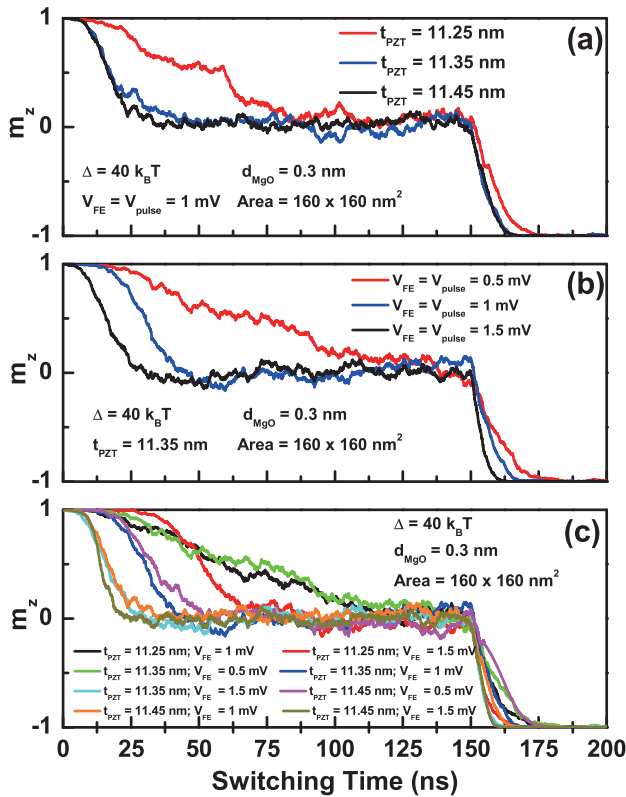 1
0
-1
m_z
(a)
t_PZT = 11.25 nm
t_PZT = 11.35 nm
t_PZT = 11.45 nm
Δ = 40 k_BT
d_MgO = 0.3 nm
V_FE = V_pulse = 1 mV
Area = 160 x 160 nm²
1
0
-1
m_z
(b)
V_FE = V_pulse = 0.5 mV
V_FE = V_pulse = 1 mV
V_FE = V_pulse = 1.5 mV
Δ = 40 k_BT
d_MgO = 0.3 nm
t_PZT = 11.35 nm
Area = 160 x 160 nm²
1
0
-1
m_z
(c)
Δ = 40 k_BT
d_MgO = 0.3 nm
Area = 160 x 160 nm²
t_PZT = 11.25 nm; V_FE = 1 mV
t_PZT = 11.25 nm; V_FE = 1.5 mV
t_PZT = 11.35 nm; V_FE = 0.5 mV
t_PZT = 11.35 nm; V_FE = 1 mV
t_PZT = 11.35 nm; V_FE = 1.5 mV
t_PZT = 11.45 nm; V_FE = 0.5 mV
t_PZT = 11.45 nm; V_FE = 1 mV
t_PZT = 11.45 nm; V_FE = 1.5 mV
0 25 50 75 100 125 150 175 200
Switching Time (ns)